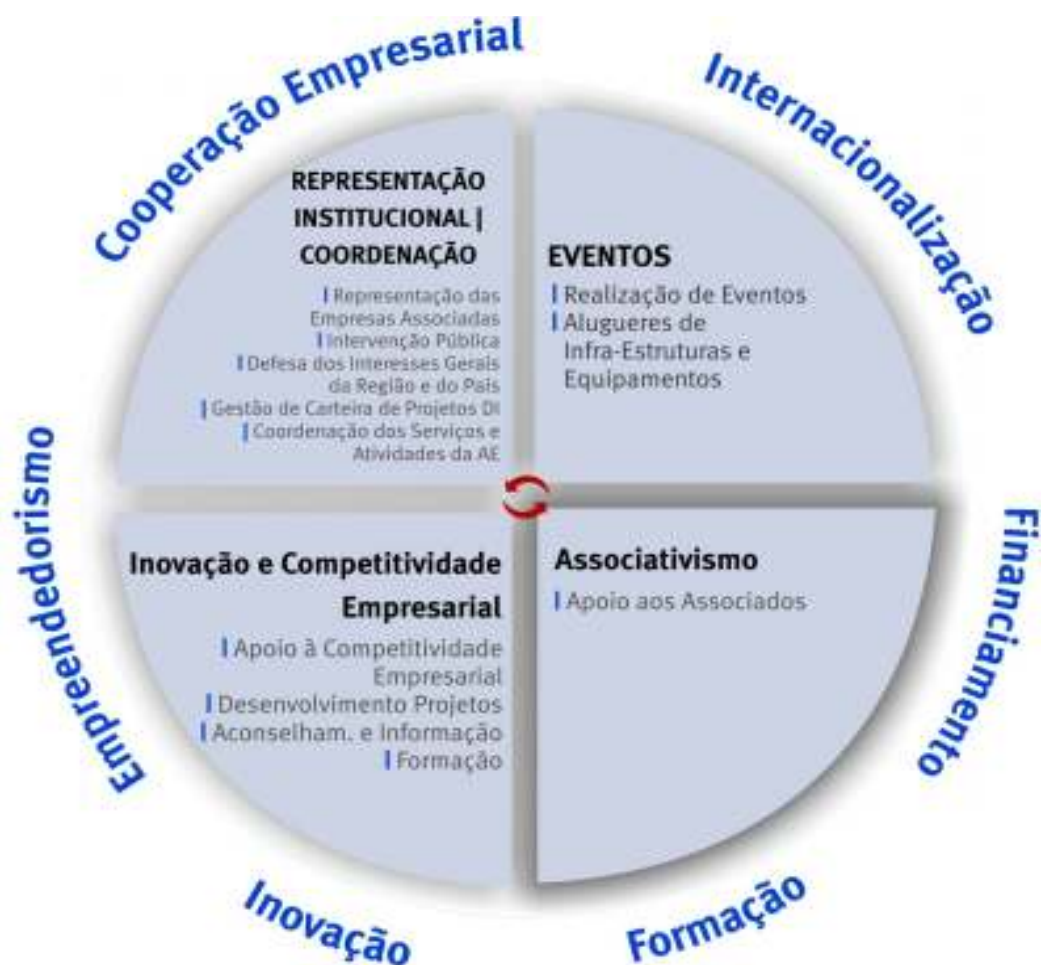 Cooperação Empresarial
Internacionalização
REPRESENTAÇÃO
INSTITUCIONAL |
COORDENAÇÃO
Representação das
Empresas Associadas
Intervenção Pública
Defesa dos Interesses Gerais
da Região e do País
Gestão de Carteira de Projetos DI
Coordenação dos Serviços e
Atividades da AE
EVENTOS
Realização de Eventos
Alugueres de
Infra-Estruturas e
Equipamentos
Empreendedorismo
Inovação e Competitividade
Empresarial
Apoio à Competitividade
Empresarial
Desenvolvimento Projetos
Aconselham. e Informação
Formação
Associativismo
Apoio aos Associados
Financiamento
Inovação
Formação